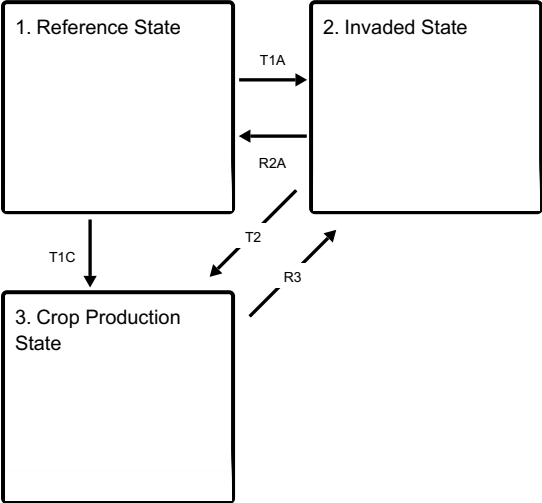 1. Reference State
2. Invaded State
T1A
R2A
T2
T1C
R3
3. Crop Production
State